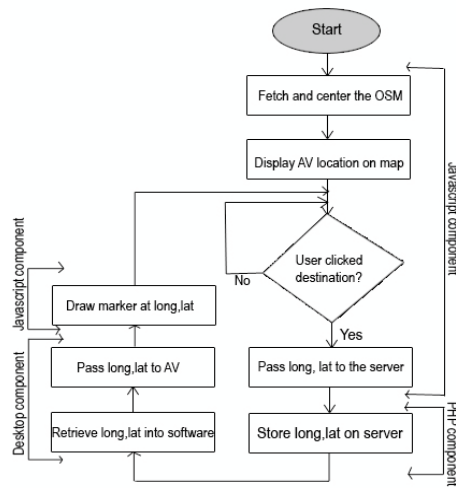 Start
Fetch and center the OSM
Display AV location on map
User clicked
destination?
No
Yes
Pass long, lat to the server
Store long,lat on server
Retrieve long,lat into software
Pass long,lat to AV
Draw marker at long,lat
Javascript component
Desktop component
Javascript component
PHP component